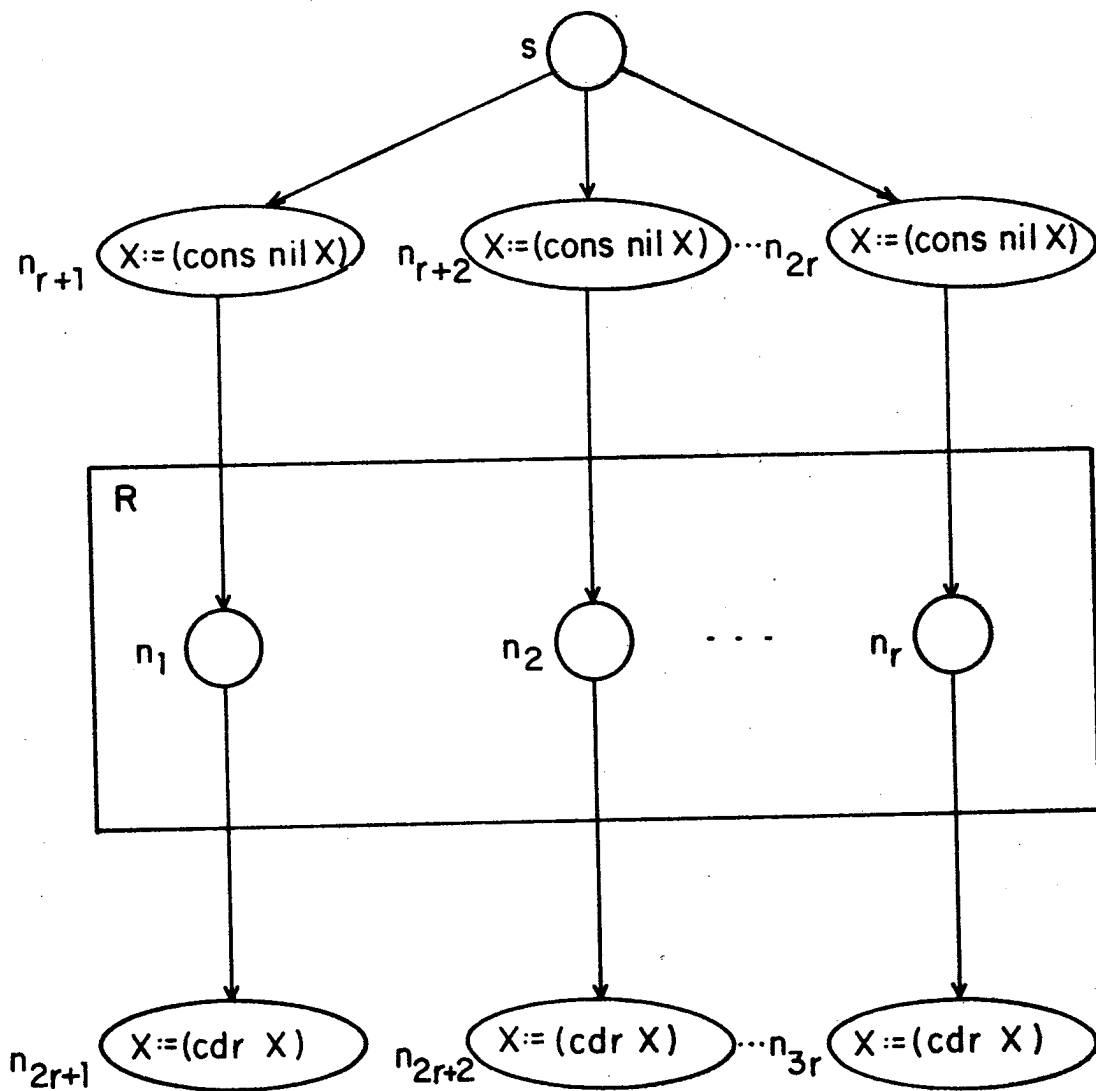 s
X:=(cons nil X) X:=(cons nil X) X:=(cons nil X)
n_{r+1} n_{r+2} ...n_{2r}
R
n_1 n_2 . . . n_r
X:=(cdr X) X:=(cdr X) X:=(cdr X)
n_{2r+1} n_{2r+2} ...n_{3r}